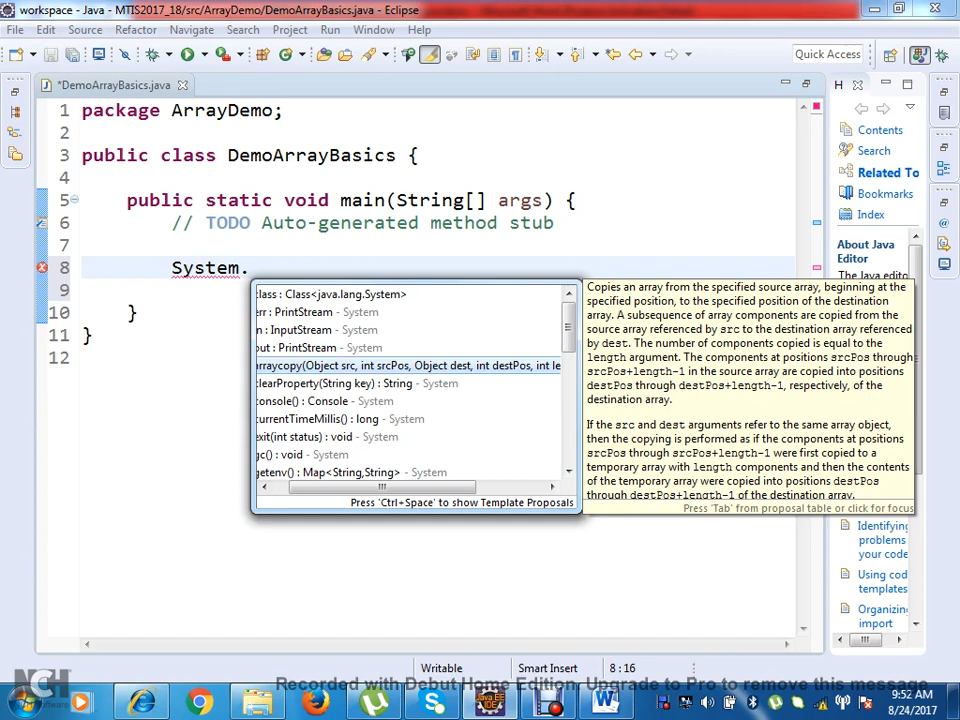 workspace - Java - MTIS2017_18/src/ArrayDemo/DemoArrayBasics.java - Eclipse
File Edit Source Refactor Navigate Search Project Run Window Help
Quick Access
*DemoArrayBasics.java
H
1 package ArrayDemo;
2
3 public class DemoArrayBasics {
4
5 public static void main(String[] args) {
6 // TODO Auto-generated method stub
7
8 System.
9
10 }
11 }
12
class : Class<java.lang.System>
err : PrintStream - System
in : InputStream - System
out : PrintStream - System
arraycopy(Object src, int srcPos, Object dest, int destPos, int le
clearProperty(String key) : String - System
console() : Console - System
currentTimeMillis() : long - System
exit(int status) : void - System
gc() : void - System
getenv() : Map<String,String> - System
Press 'Ctrl+Space' to show Template Proposals
Copies an array from the specified source array, beginning at the
specified position, to the specified position of the destination
array. A subsequence of array components are copied from the
source array referenced by src to the destination array referenced
by dest. The number of components copied is equal to the
length argument. The components at positions srcPos through
srcPos+length-1 in the source array are copied into positions
destPos through destPos+length-1, respectively, of the
destination array.
If the src and dest arguments refer to the same array object,
then the copying is performed as if the components at positions
srcPos through srcPos+length-1 were first copied to a
temporary array with length components and then the contents
of the temporary array were copied into positions destPos
through destPos+length-1 of the destination array.
Press 'Tab' from proposal table or click for focus
Contents
Search
Related To
Bookmarks
Index
About Java
Editor
The Java edito
Identifying
problems
your code
Using cod
templates
Organizing
import
Writable
Smart Insert
8 : 16
NCH Software
Recorded with Debut Home Edition. Upgrade to Pro to remove this message
9:52 AM
8/24/2017